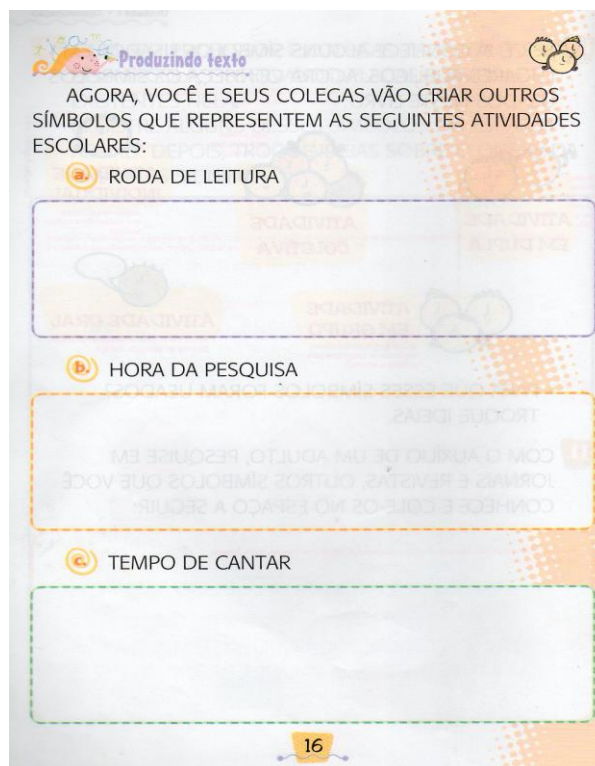 Produzindo texto
AGORA, VOCÊ E SEUS COLEGAS VÃO CRIAR OUTROS
SÍMBOLOS QUE REPRESENTEM AS SEGUINTES ATIVIDADES
ESCOLARES:
a. RODA DE LEITURA
b. HORA DA PESQUISA
c. TEMPO DE CANTAR
16